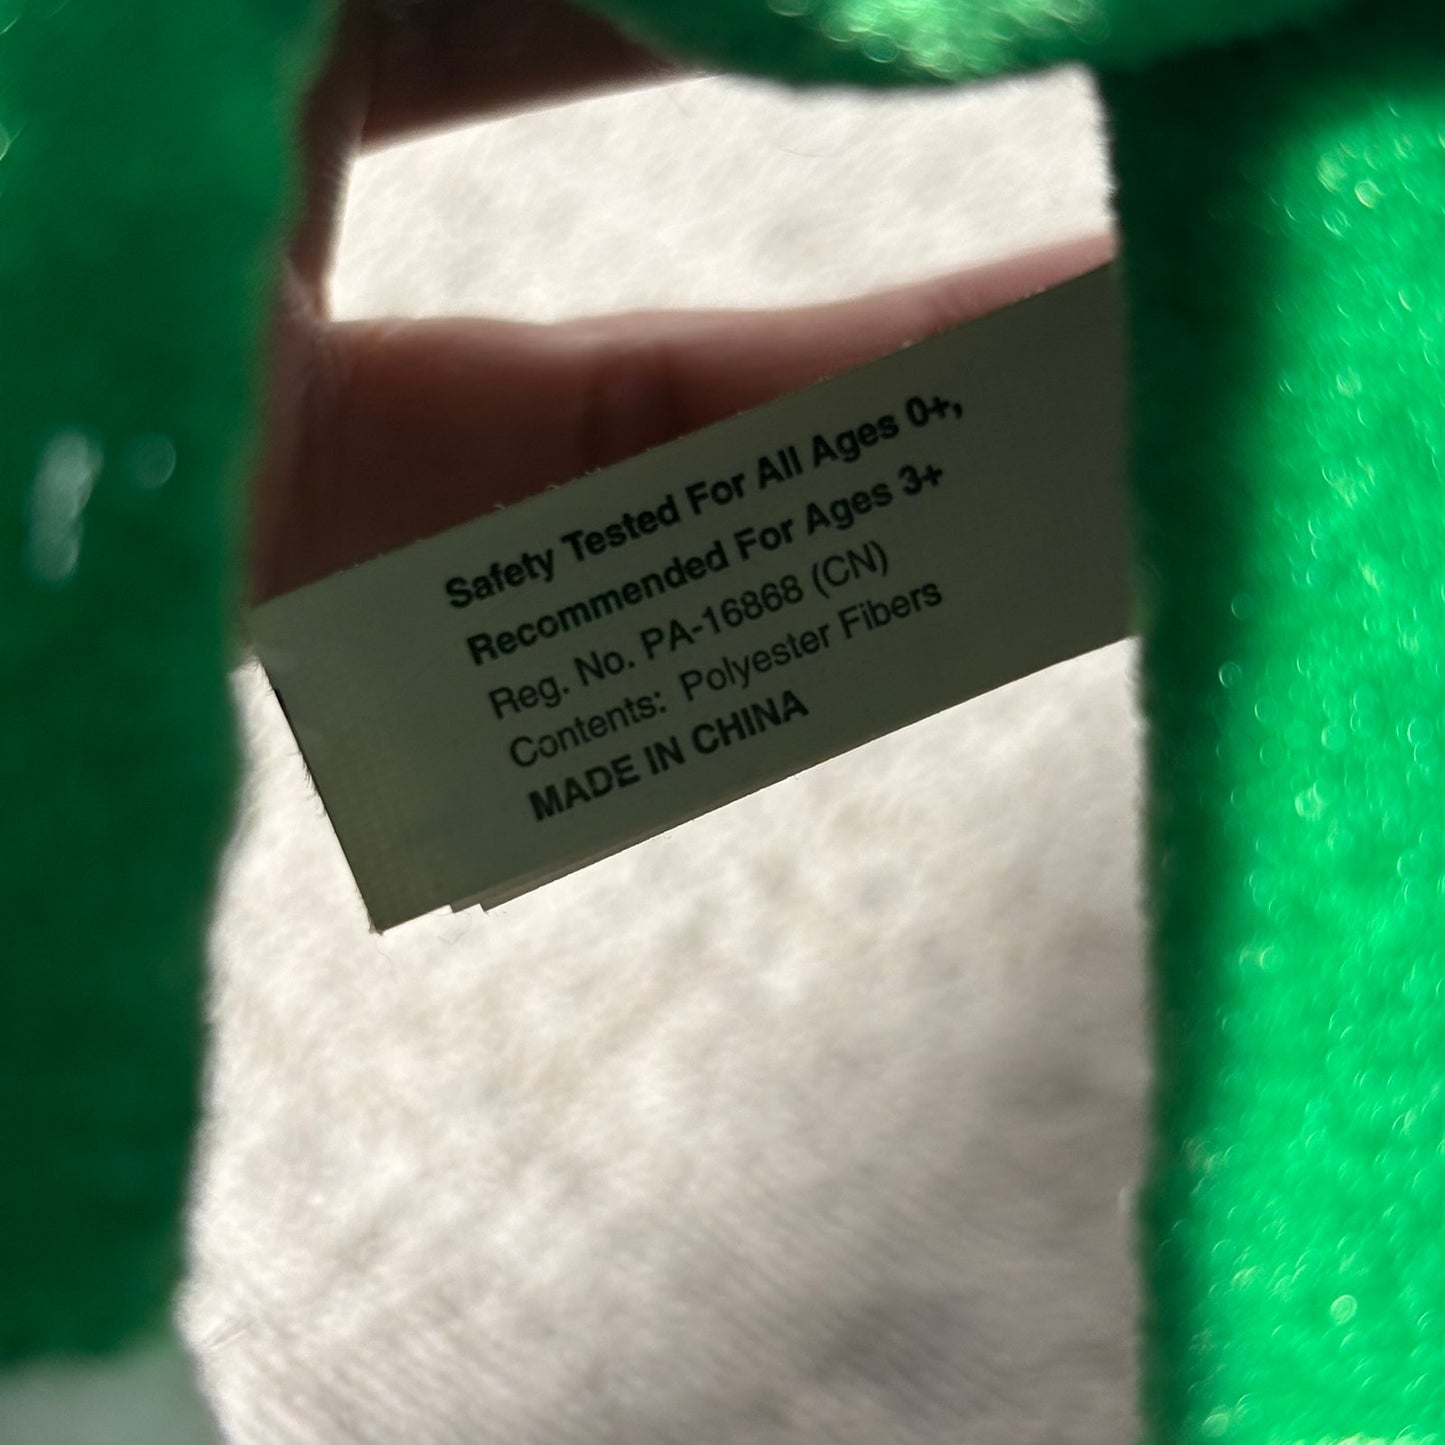 Safety Tested For All Ages 0+,
Recommended For Ages 3+
Reg. No. PA-16868 (CN)
Contents: Polyester Fibers
MADE IN CHINA